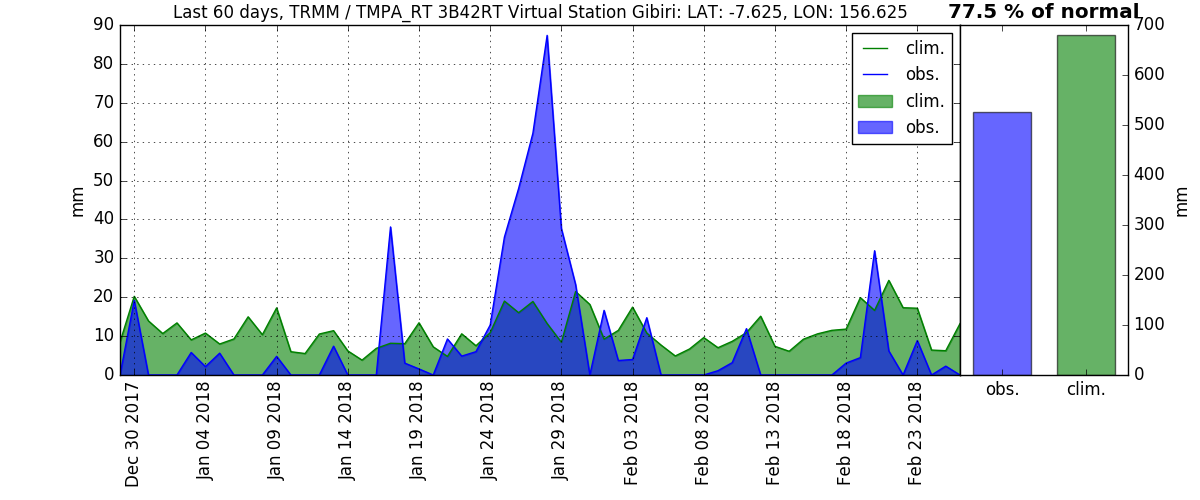 Last 60 days, TRMM / TMPA_RT 3B42RT Virtual Station Gibiri: LAT: -7.625, LON: 156.625
77.5 % of normal
90
80
70
60
50
40
30
20
10
0
mm
clim.
obs.
clim.
obs.
Dec 30 2017
Jan 04 2018
Jan 09 2018
Jan 14 2018
Jan 19 2018
Jan 24 2018
Jan 29 2018
Feb 03 2018
Feb 08 2018
Feb 13 2018
Feb 18 2018
Feb 23 2018
700
600
500
400
300
200
100
0
mm
obs.
clim.